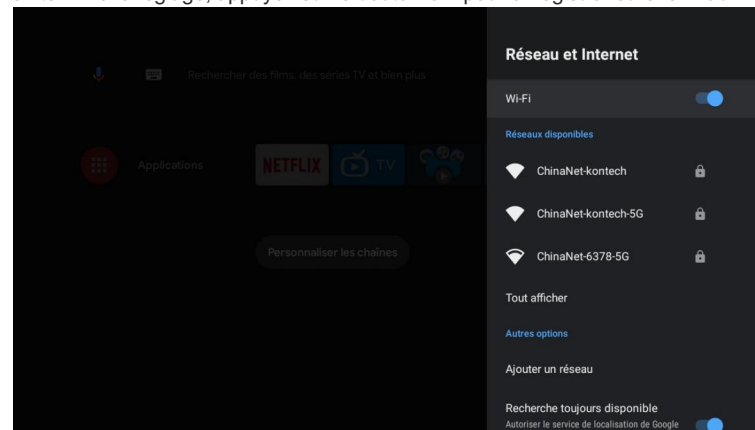 Rechercher des films, des séries TV et bien plus
Applications
NETFLIX
TV
Personnaliser les chaînes
Réseau et Internet
Wi-Fi
Réseaux disponibles
ChinaNet-kontech
ChinaNet-kontech-5G
ChinaNet-6378-5G
Tout afficher
Autres options
Ajouter un réseau
Recherche toujours disponible
Autoriser le service de localisation de Google